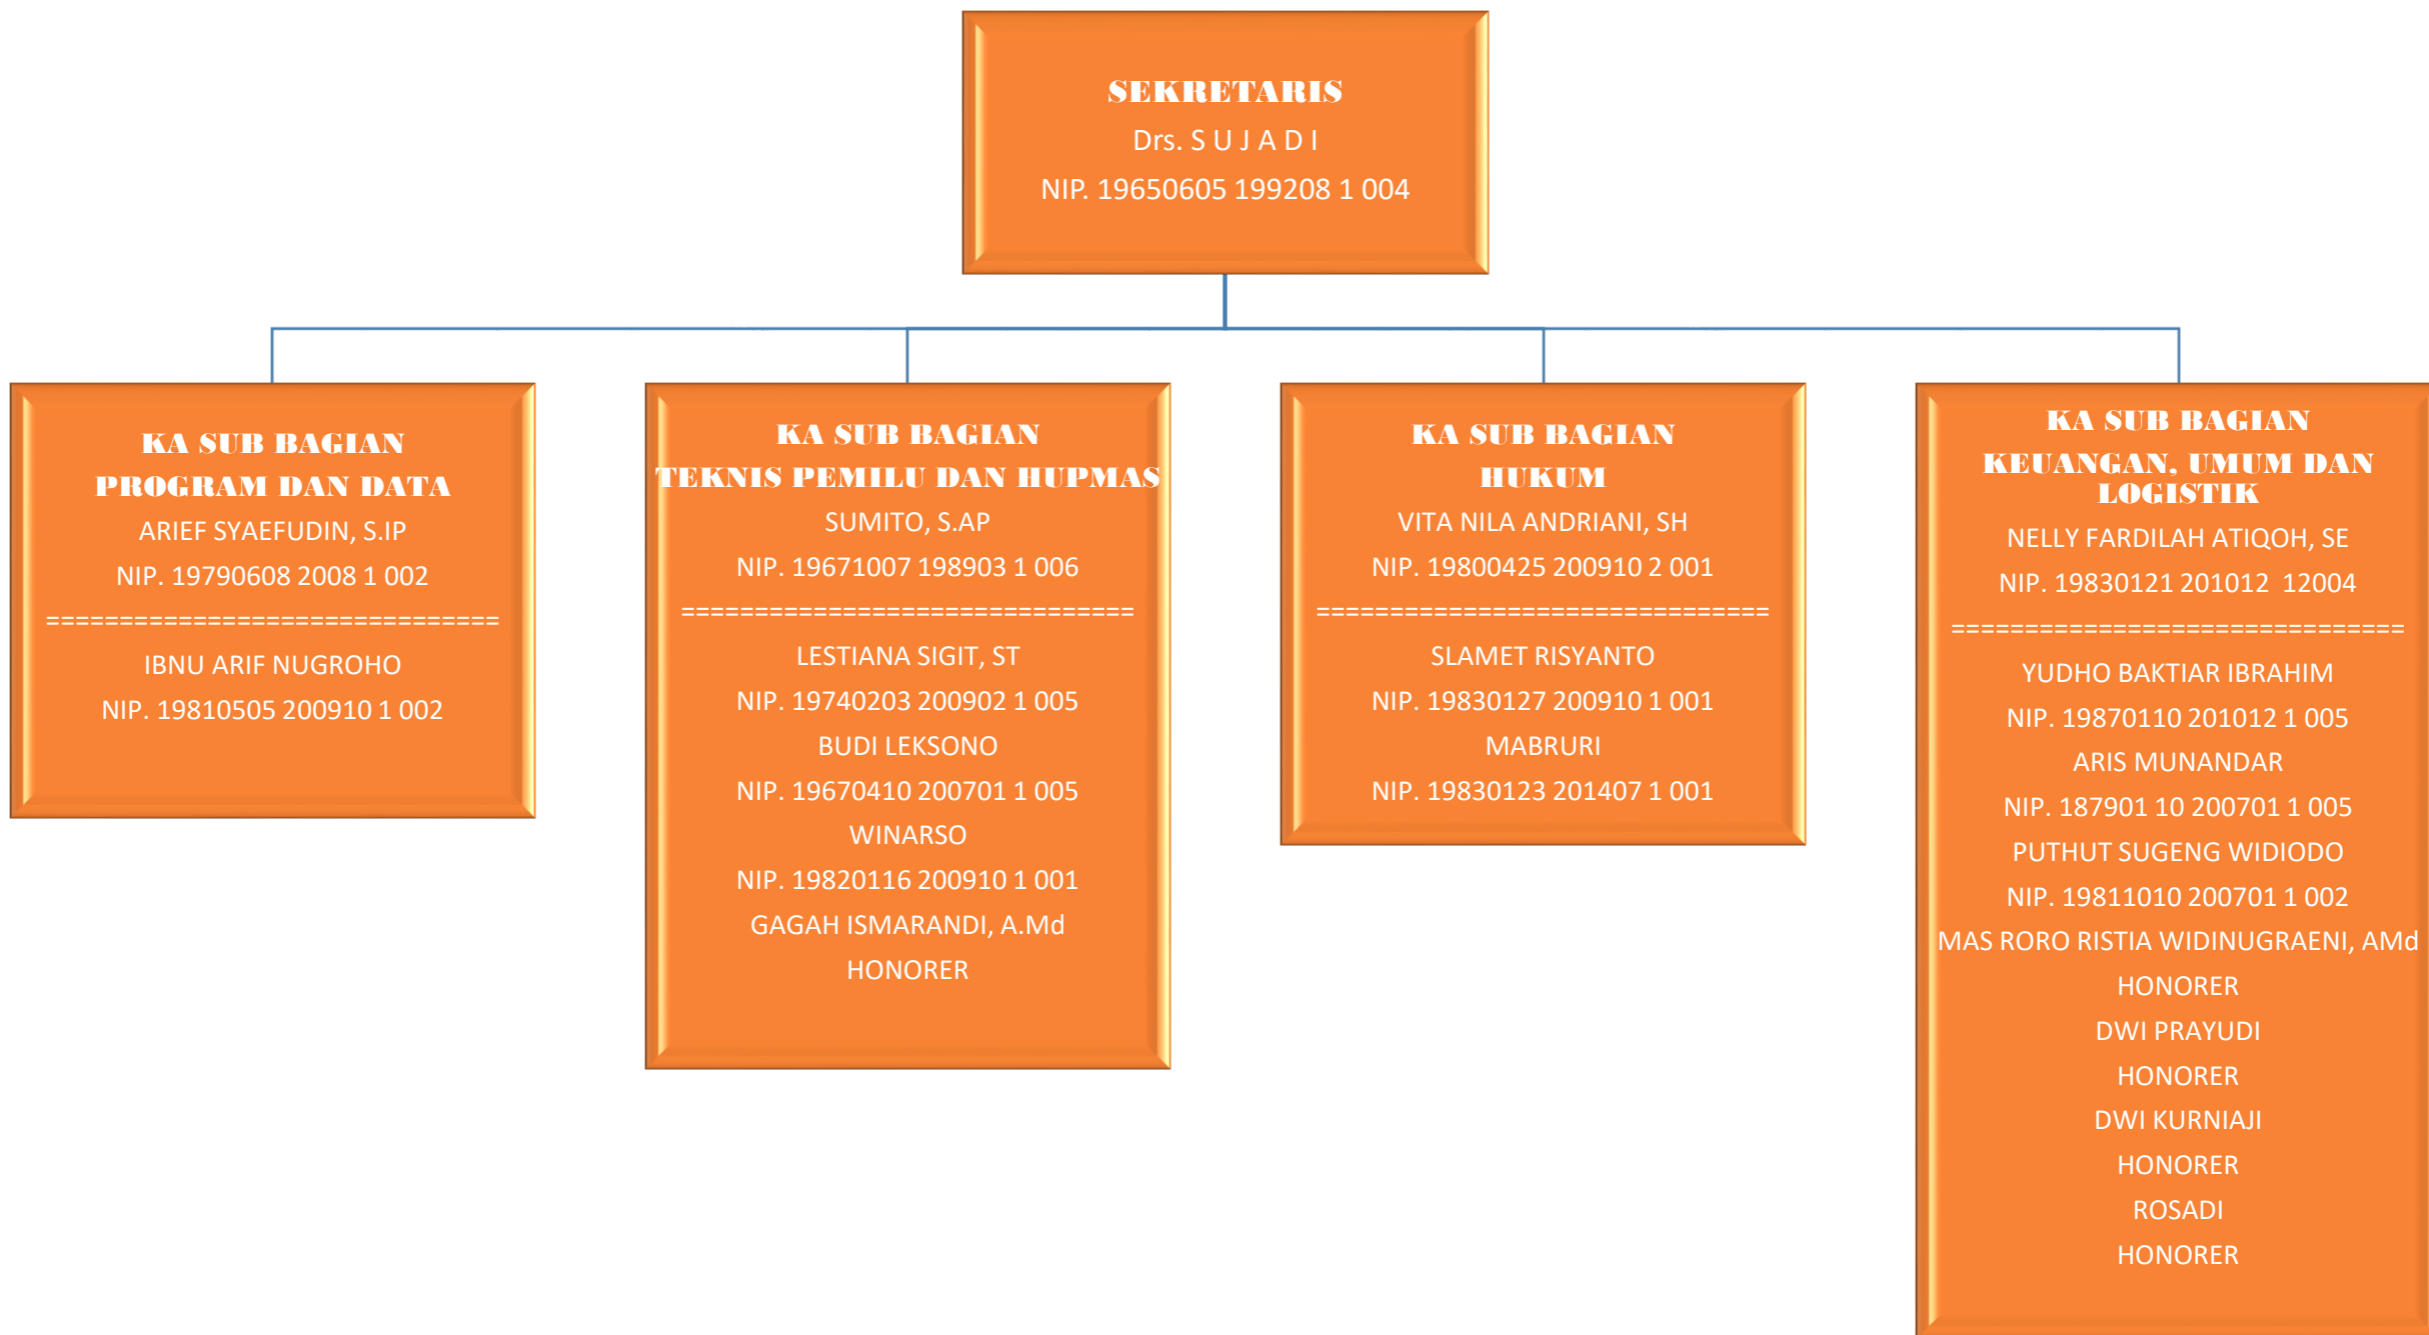 SEKRETARIS
Drs. S U J A D I
NIP. 19650605 199208 1 004
KA SUB BAGIAN
PROGRAM DAN DATA
ARIEF SYAEFUDIN, S.IP
NIP. 19790608 2008 1 002
===============================
IBNU ARIF NUGROHO
NIP. 19810505 200910 1 002
KA SUB BAGIAN
TEKNIS PEMILU DAN HUPMAS
SUMITO, S.AP
NIP. 19671007 198903 1 006
===============================
LESTIANA SIGIT, ST
NIP. 19740203 200902 1 005
BUDI LEKSONO
NIP. 19670410 200701 1 005
WINARSO
NIP. 19820116 200910 1 001
GAGAH ISMARANDI, A.Md
HONORER
KA SUB BAGIAN
HUKUM
VITA NILA ANDRIANI, SH
NIP. 19800425 200910 2 001
===============================
SLAMET RISYANTO
NIP. 19830127 200910 1 001
MABRURI
NIP. 19830123 201407 1 001
KA SUB BAGIAN
KEUANGAN, UMUM DAN
LOGISTIK
NELLY FARDILAH ATIQOH, SE
NIP. 19830121 201012  12004
===============================
YUDHO BAKTIAR IBRAHIM
NIP. 19870110 201012 1 005
ARIS MUNANDAR
NIP. 187901 10 200701 1 005
PUTHUT SUGENG WIDIODO
NIP. 19811010 200701 1 002
MAS RORO RISTIA WIDINUGRAENI, AMd
HONORER
DWI PRAYUDI
HONORER
DWI KURNIAJI
HONORER
ROSADI
HONORER